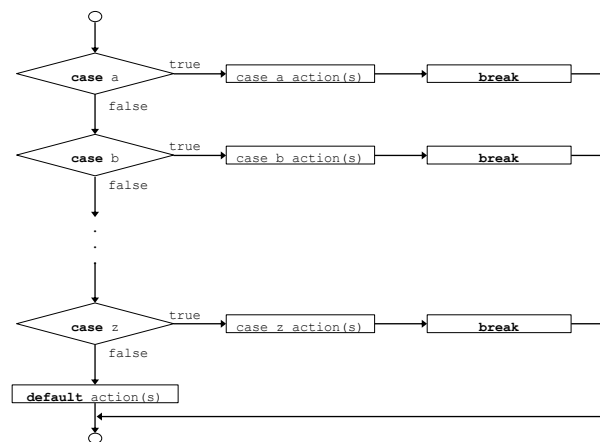 true
case a
case a action(s)
break
false
true
case b
case b action(s)
break
false
.
.
.
true
case z
case z action(s)
break
false
default action(s)